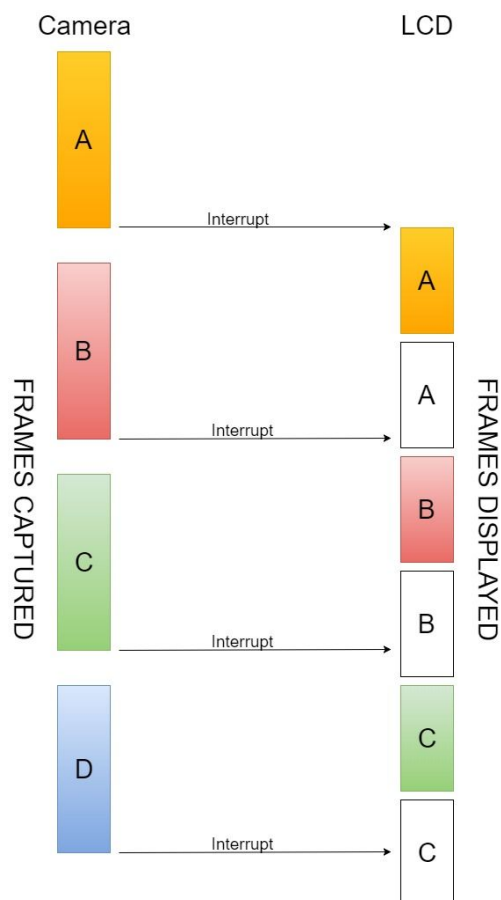 Camera
LCD
A
Interrupt
A
B
A
Interrupt
FRAMES CAPTURED
FRAMES DISPLAYED
B
C
B
Interrupt
C
D
Interrupt
C